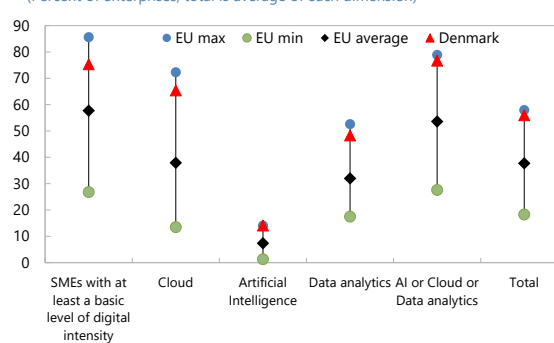 (Percent of enterprises, total is average of each dimension)
90
80
70
60
50
40
30
20
10
0
EU max EU min EU average Denmark
SMEs with at
least a basic
level of digital
intensity
Cloud
Artificial
Intelligence
Data analytics
AI or Cloud or
Data analytics
Total